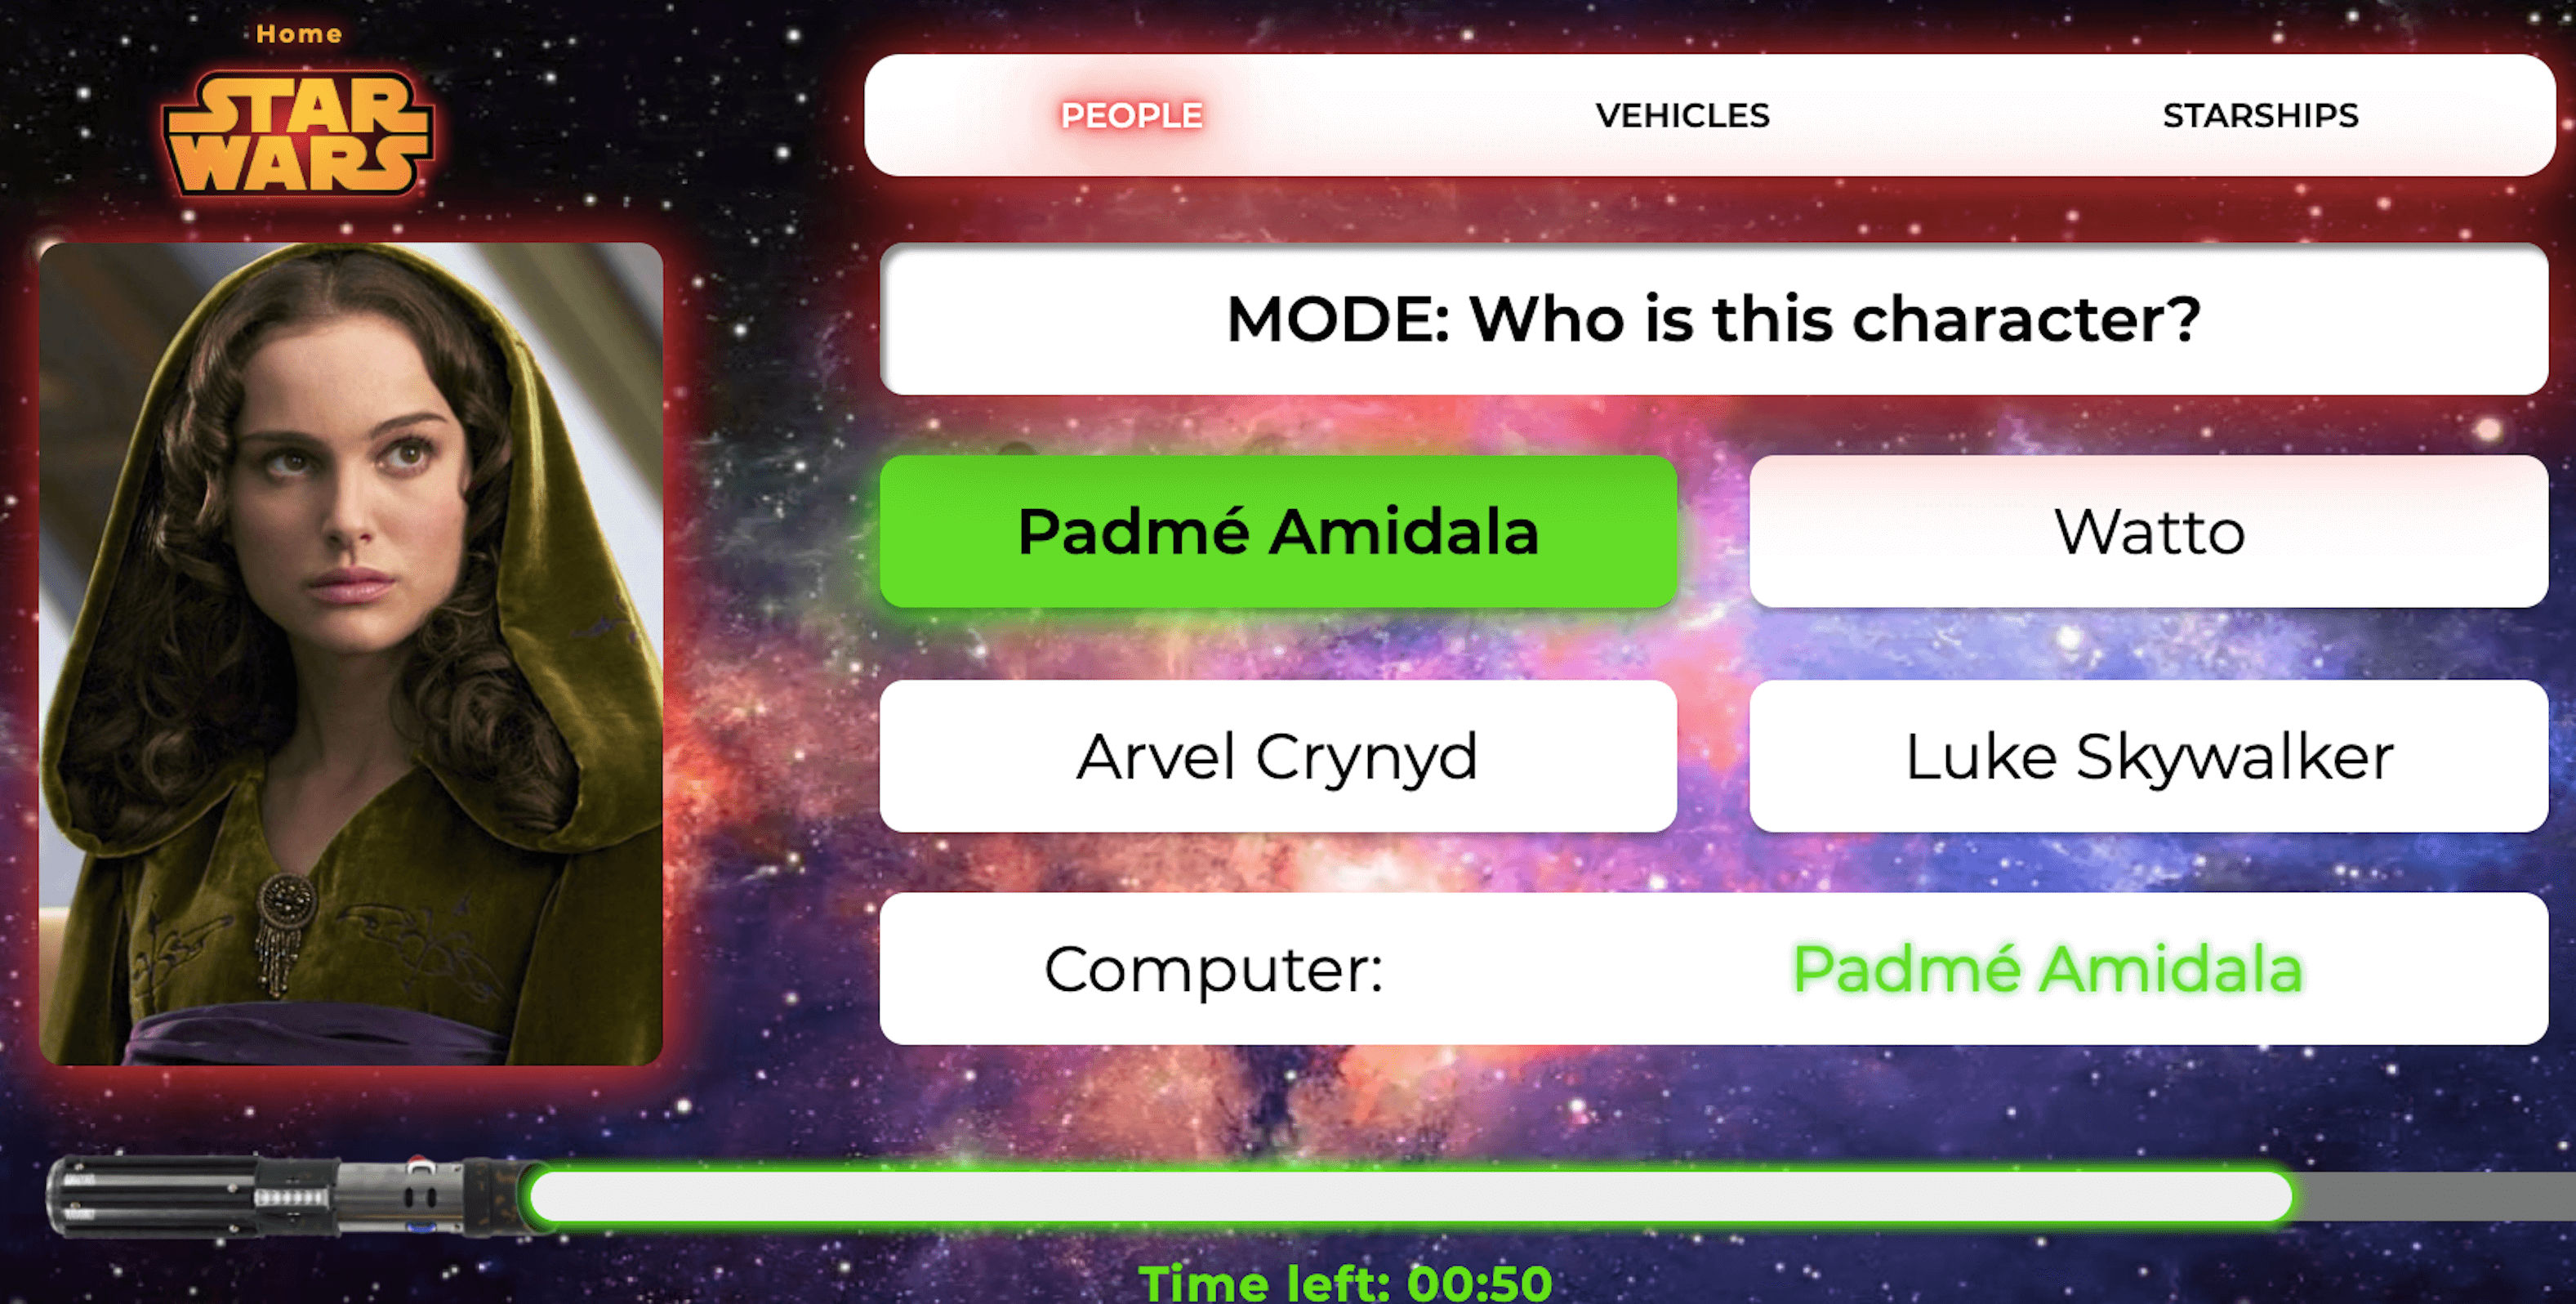 Home
STAR
WARS
PEOPLE VEHICLES STARSHIPS
MODE: Who is this character?
Padmé Amidala Watto
Arvel Crynyd Luke Skywalker
Computer: Padmé Amidala
Time left: 00:50